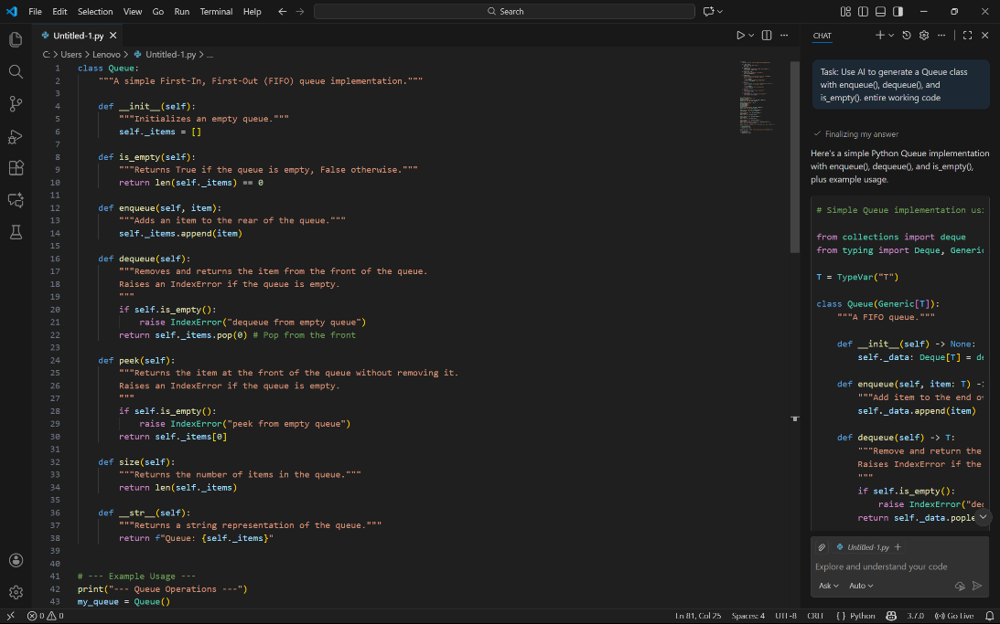 File Edit Selection View Go Run Terminal Help
Search
Untitled-1.py
C: > Users > Lenovo > Untitled-1.py > ...
1 class Queue:
2     """A simple First-In, First-Out (FIFO) queue implementation."""
3
4     def __init__(self):
5         """Initializes an empty queue."""
6         self._items = []
7
8     def is_empty(self):
9         """Returns True if the queue is empty, False otherwise."""
10         return len(self._items) == 0
11
12     def enqueue(self, item):
13         """Adds an item to the rear of the queue."""
14         self._items.append(item)
15
16     def dequeue(self):
17         """Removes and returns the item from the front of the queue.
18         Raises an IndexError if the queue is empty.
19         """
20         if self.is_empty():
21             raise IndexError("dequeue from empty queue")
22         return self._items.pop(0) # Pop from the front
23
24     def peek(self):
25         """Returns the item at the front of the queue without removing it.
26         Raises an IndexError if the queue is empty.
27         """
28         if self.is_empty():
29             raise IndexError("peek from empty queue")
30         return self._items[0]
31
32     def size(self):
33         """Returns the number of items in the queue."""
34         return len(self._items)
35
36     def __str__(self):
37         """Returns a string representation of the queue."""
38         return f"Queue: {self._items}"
39
40
41 # --- Example Usage ---
42 print("--- Queue Operations ---")
43 my_queue = Queue()
CHAT
Task: Use AI to generate a Queue class
with enqueue(), dequeue(), and
is_empty(). entire working code
Finalizing my answer
Here's a simple Python Queue implementation
with enqueue(), dequeue(), and is_empty(),
plus example usage.
# Simple Queue implementation usi
from collections import deque
from typing import Deque, Generic
T = TypeVar("T")
class Queue(Generic[T]):
    """A FIFO queue."""
    def __init__(self) -> None:
        self._data: Deque[T] = de
    def enqueue(self, item: T) ->
        """Add item to the end of
        self._data.append(item)
    def dequeue(self) -> T:
        """Remove and return the
        Raises IndexError if the
        """
        if self.is_empty():
            raise IndexError("deq
        return self._data.pople
Untitled-1.py +
Explore and understand your code
Ask Auto
0 0
Ln 81, Col 25 Spaces: 4 UTF-8 CRLF { } Python 3.7.0 Go Live